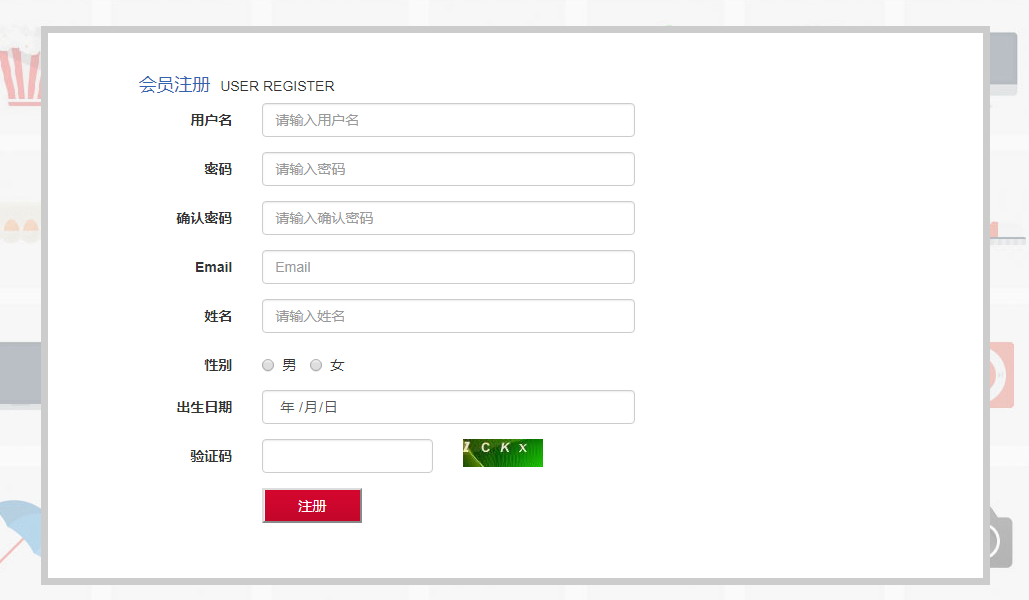 会员注册 USER REGISTER
用户名 请输入用户名
密码 请输入密码
确认密码 请输入确认密码
Email Email
姓名 请输入姓名
性别 男 女
出生日期 年 /月/日
验证码 Z C K X
注册